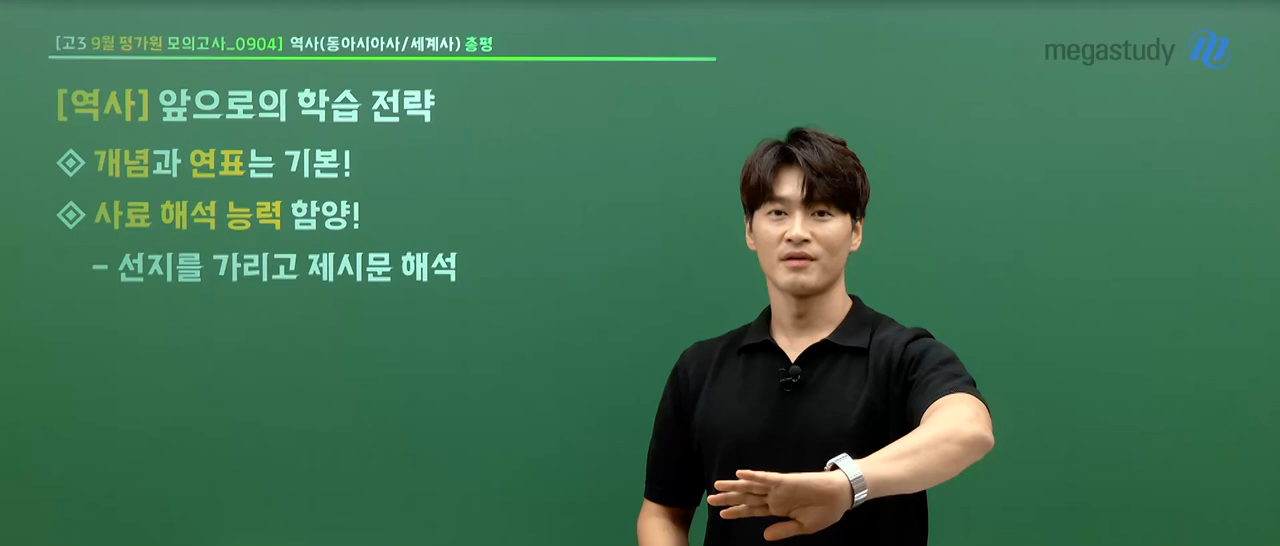 [고3 9월 평가원 모의고사_0904] 역사(동아시아사/세계사) 총평
megastudy
[역사] 앞으로의 학습 전략
개념과 연표는 기본!
사료 해석 능력 함양!
- 선지를 가리고 제시문 해석